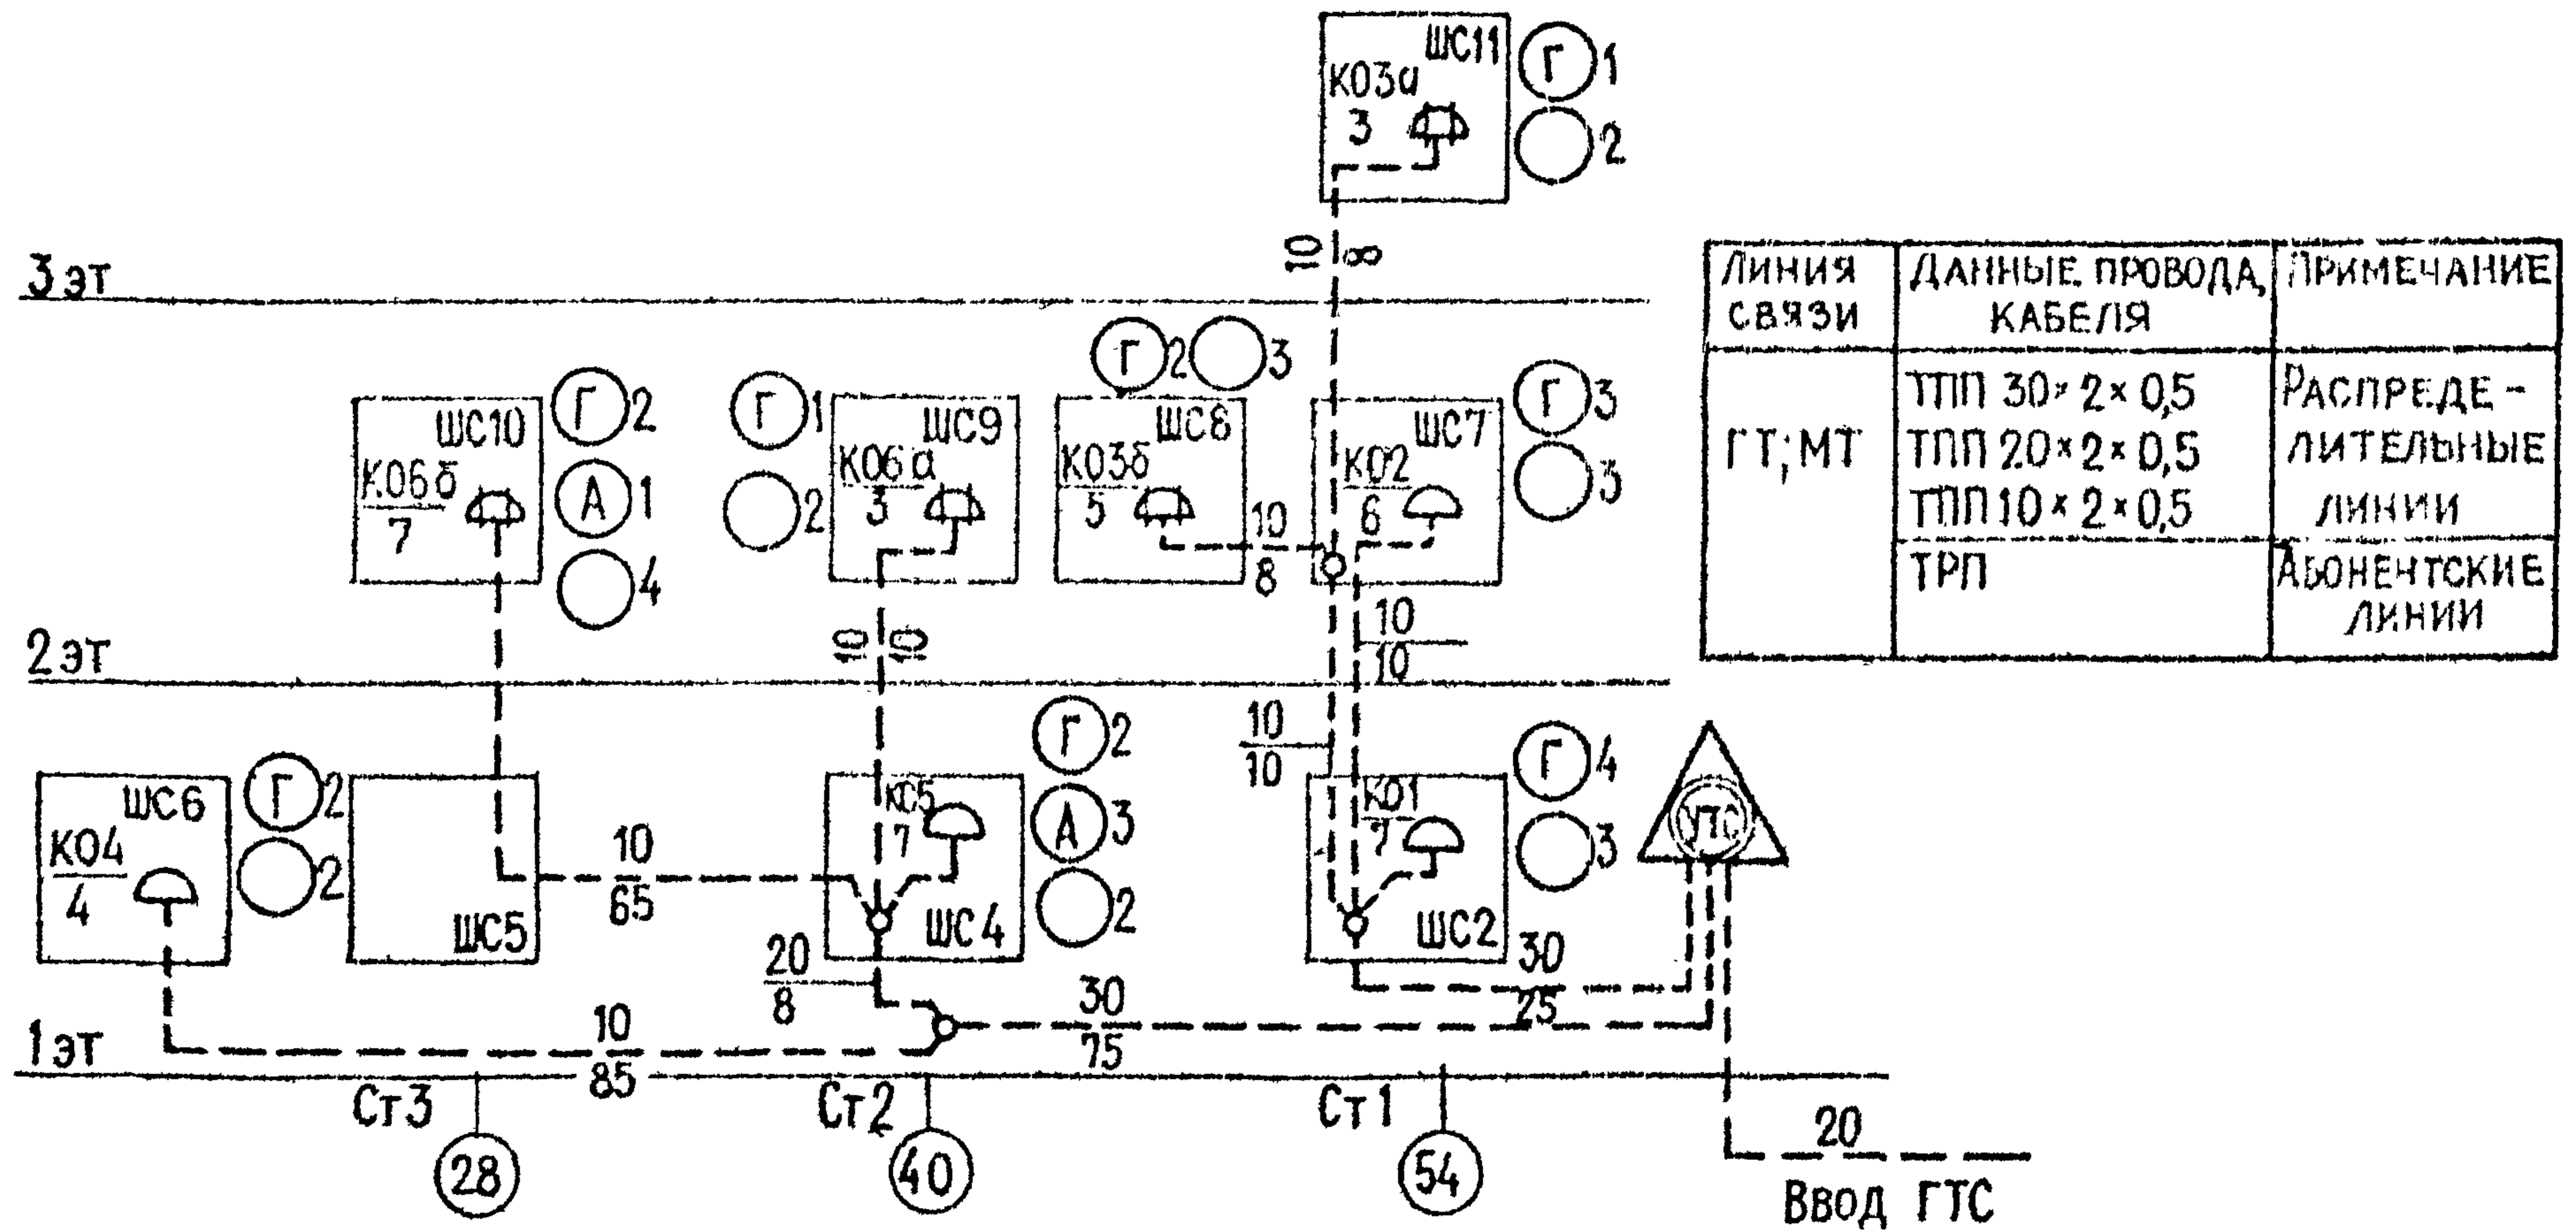 ШС11
К03а
3
Г 1
2
10
8
3 эт
ЛИНИЯ СВЯЗИ
ДАННЫЕ ПРОВОДА, КАБЕЛЯ
ПРИМЕЧАНИЕ
ГТ; МТ
ТПП 30×2×0,5
ТПП 20×2×0,5
ТПП 10×2×0,5
РАСПРЕДЕ-
ЛИТЕЛЬНЫЕ
ЛИНИИ
ТРП
АБОНЕНТСКИЕ
ЛИНИИ
ШС10
К06б
7
Г 2
А 1
4
Г 1
2
ШС9
К06а
3
Г 2
3
ШС8
К03б
5
10
8
ШС7
К02
6
Г 3
3
10
10
10
10
2 эт
10
10
ШС6
К04
4
Г 2
2
ШС5
10
65
КС5
7
ШС4
Г 2
А 3
2
К01
7
ШС2
Г 4
3
УТС
20
8
30
75
30
25
10
85
1 эт
Ст3
28
Ст2
40
Ст1
54
20
Ввод ГТС